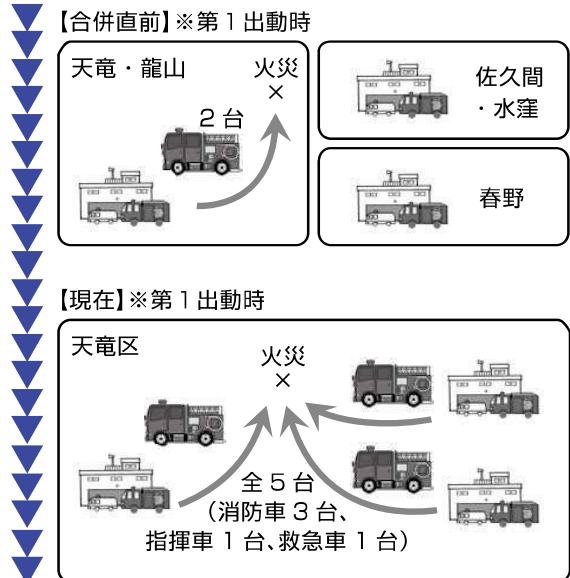 【合併直前】※第１出動時
天竜・龍山
火災
×
２台
佐久間
・水窪
春野
【現在】※第１出動時
天竜区
火災
×
全５台
（消防車３台、
指揮車１台、救急車１台）